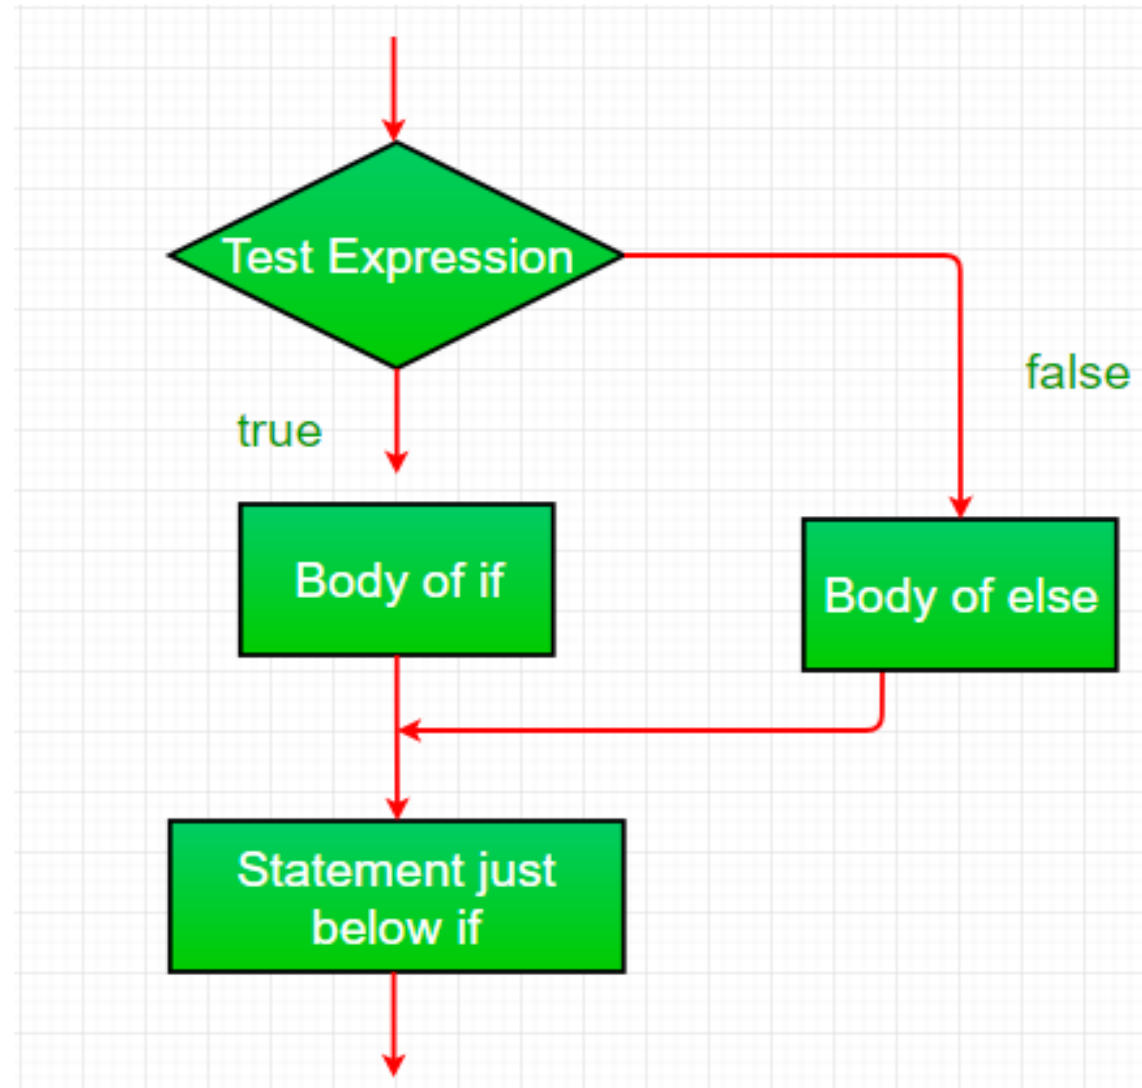 Test Expression
false
true
Body of if
Body of else
Statement just
below if